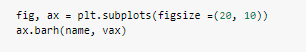 fig, ax = plt.subplots(figsize =(20, 10))
ax.barh(name, vax)